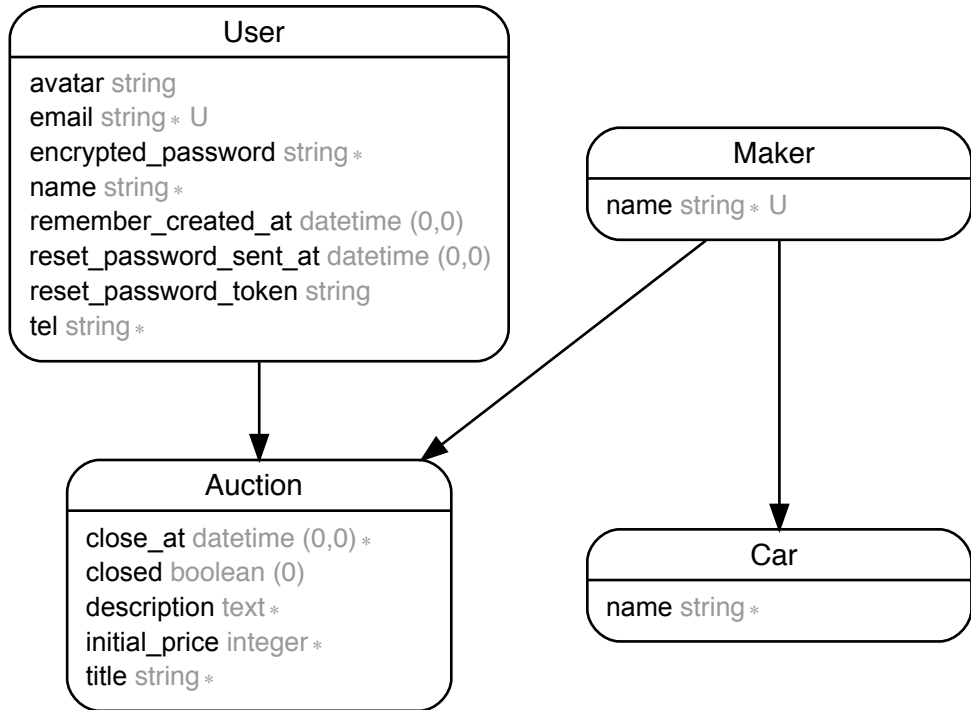 User
avatar string
email string * U
encrypted_password string *
name string *
remember_created_at datetime (0,0)
reset_password_sent_at datetime (0,0)
reset_password_token string
tel string *
Maker
name string * U
Auction
close_at datetime (0,0) *
closed boolean (0)
description text *
initial_price integer *
title string *
Car
name string *